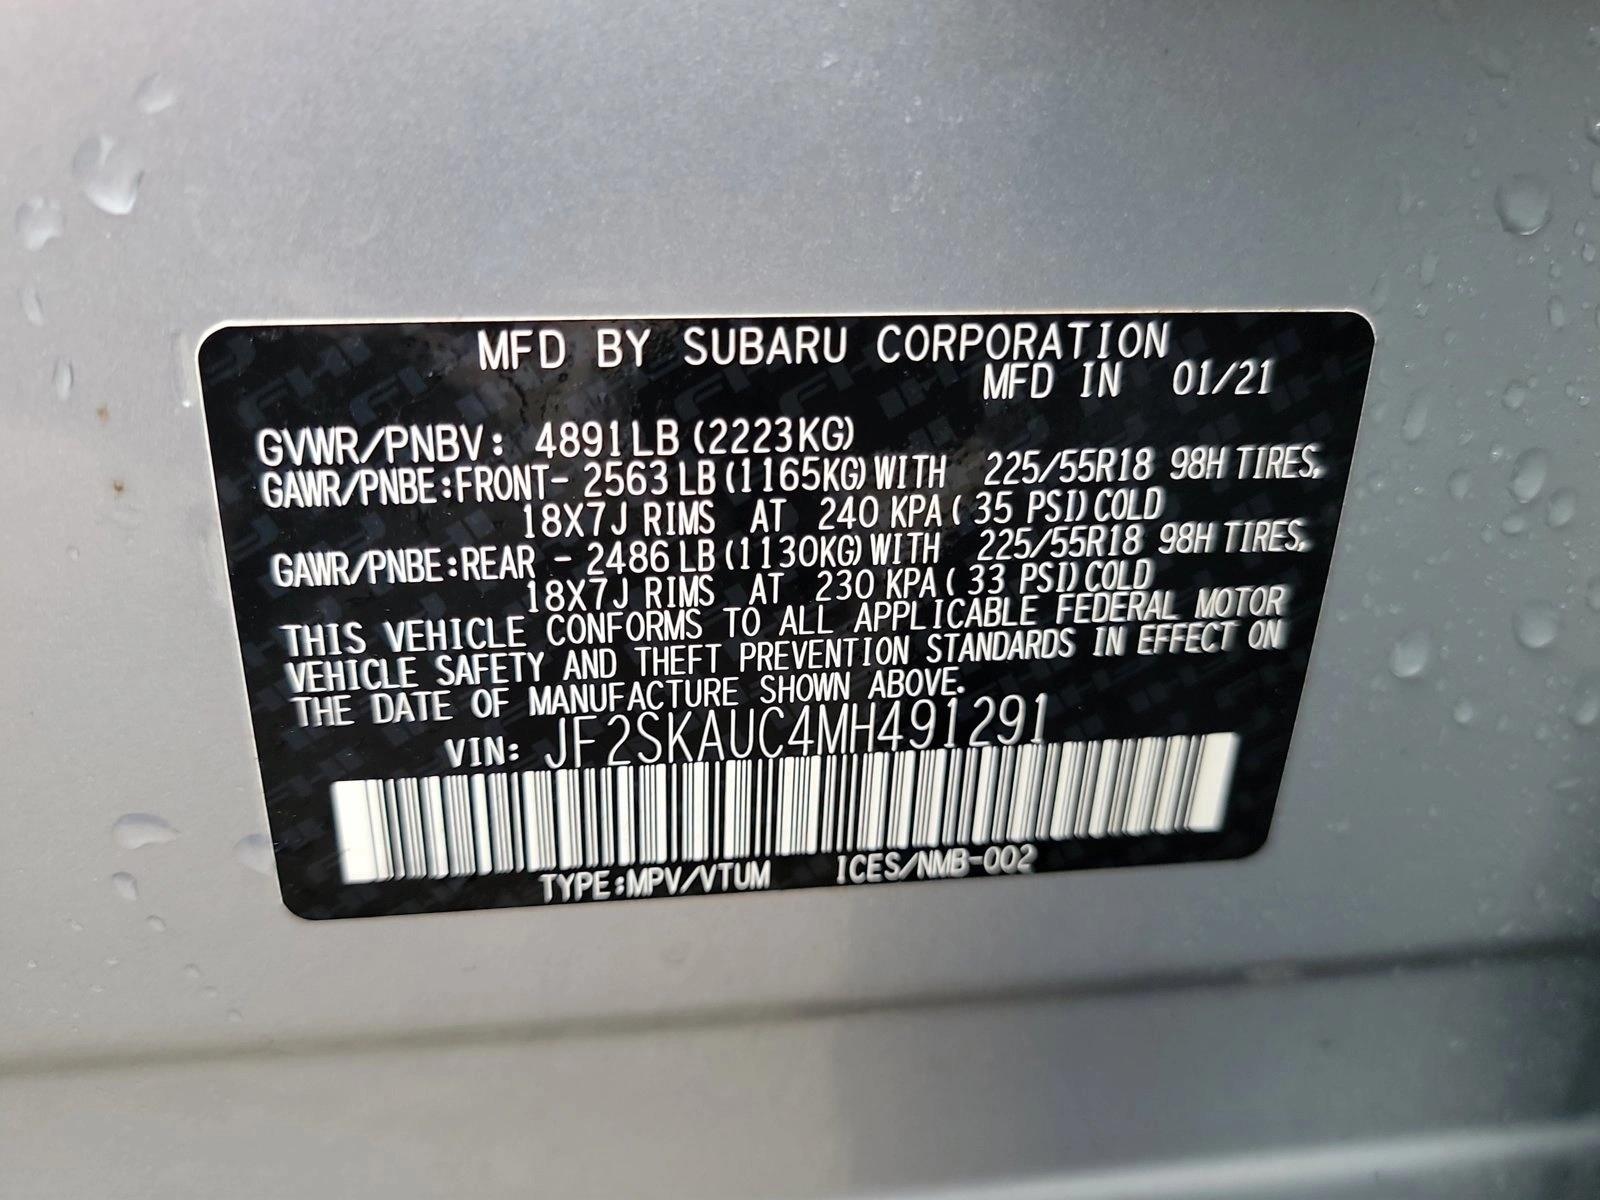 MFD BY SUBARU CORPORATION
MFD IN 01/21
GVWR/PNBV: 4891LB (2223KG)
GAWR/PNBE:FRONT- 2563LB (1165KG) WITH 225/55R18 98H TIRES,
18X7J RIMS AT 240 KPA ( 35 PSI) COLD
GAWR/PNBE:REAR - 2486LB (1130KG) WITH 225/55R18 98H TIRES,
18X7J RIMS AT 230 KPA ( 33 PSI) COLD
THIS VEHICLE CONFORMS TO ALL APPLICABLE FEDERAL MOTOR
VEHICLE SAFETY AND THEFT PREVENTION STANDARDS IN EFFECT ON
THE DATE OF MANUFACTURE SHOWN ABOVE.
VIN: JF2SKAUC4MH491291
TYPE:MPV/VTUM ICES/NMB-002